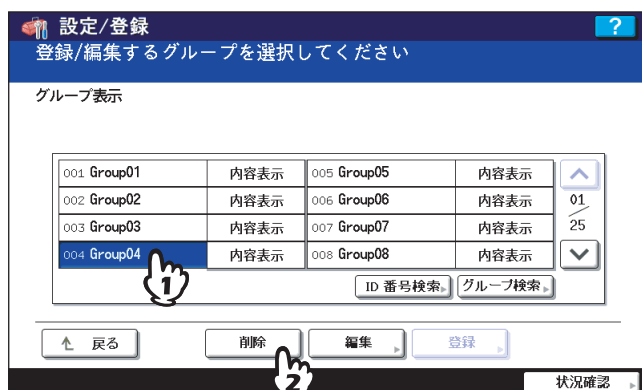 設定/登録 ?
登録/編集するグループを選択してください
グループ表示
001 Group01 内容表示 005 Group05 内容表示
002 Group02 内容表示 006 Group06 内容表示 01
003 Group03 内容表示 007 Group07 内容表示 25
004 Group04 内容表示 008 Group08 内容表示
1
ID 番号検索 グループ検索
戻る 削除 編集 登録
2
状況確認